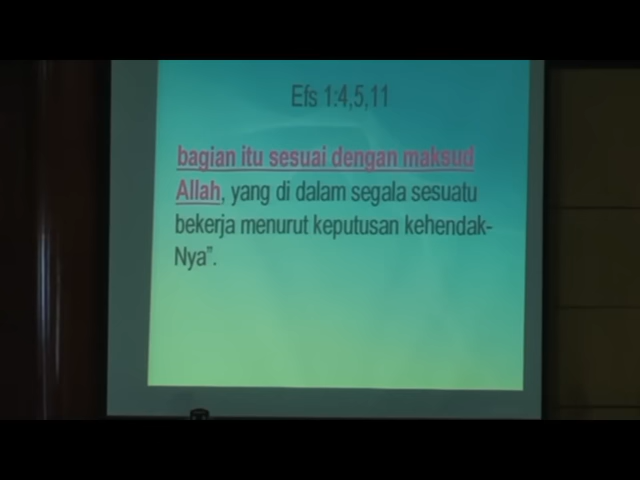 Efs 1:4,5,11
bagian itu sesuai dengan maksud
Allah, yang di dalam segala sesuatu
bekerja menurut keputusan kehendak-
Nya”.